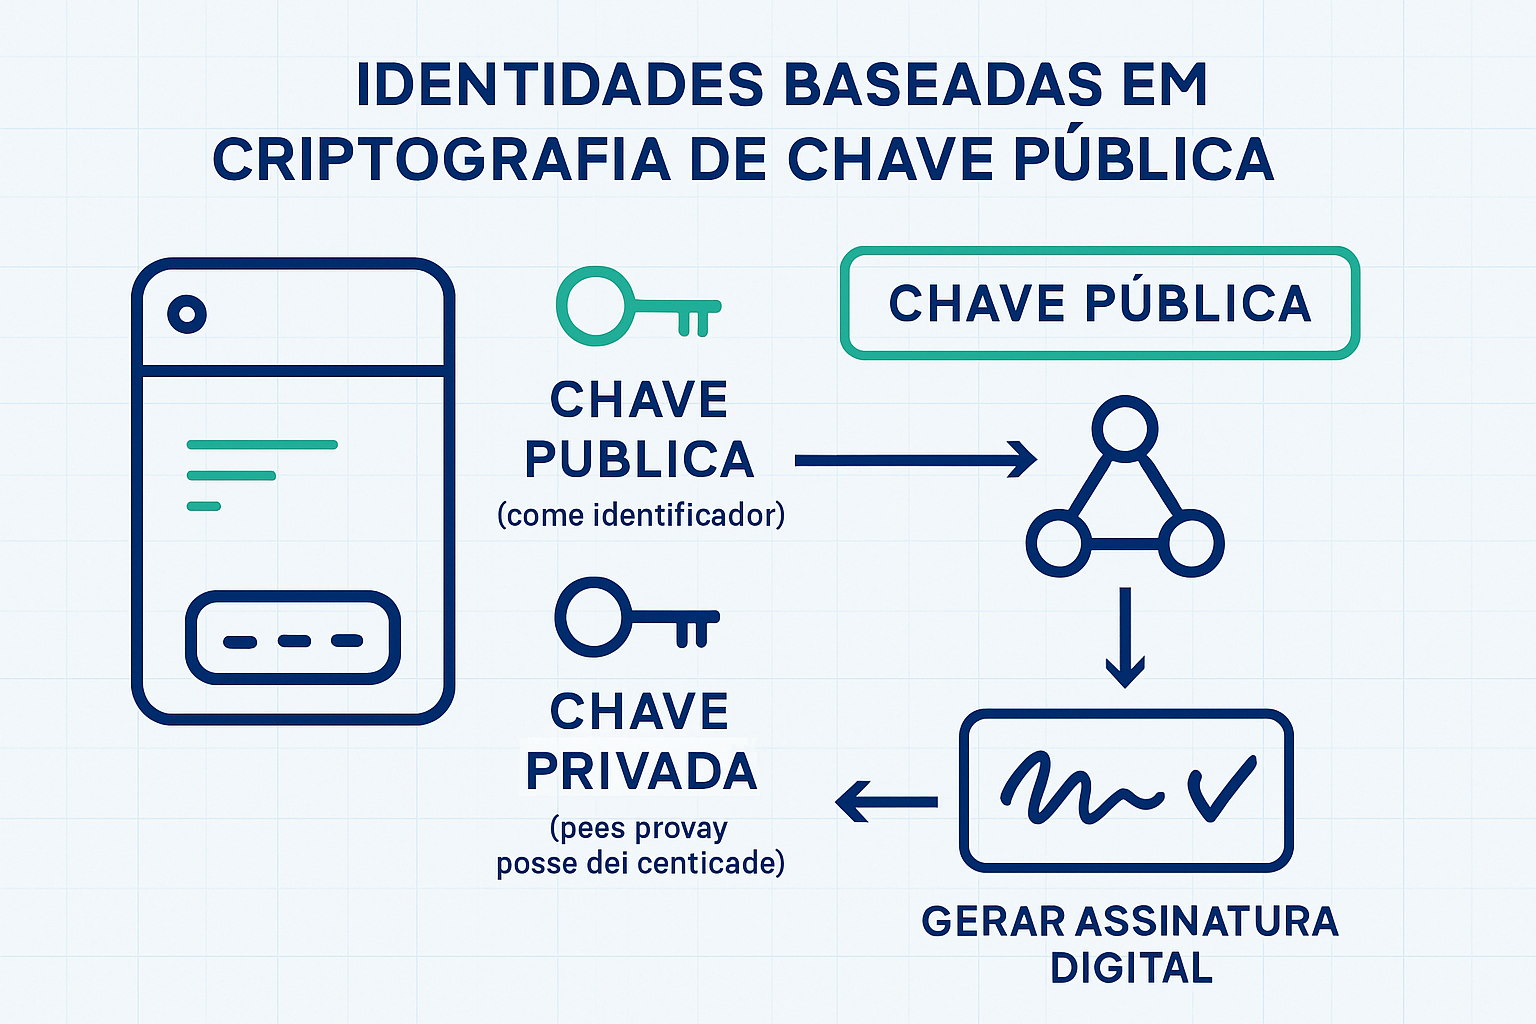 IDENTIDADES BASEADAS EM
CRIPTOGRAFIA DE CHAVE PÚBLICA
CHAVE
PUBLICA
(come identificador)
CHAVE
PRIVADA
(pees provay
posse dei centicade)
CHAVE PÚBLICA
GERAR ASSINATURA
DIGITAL